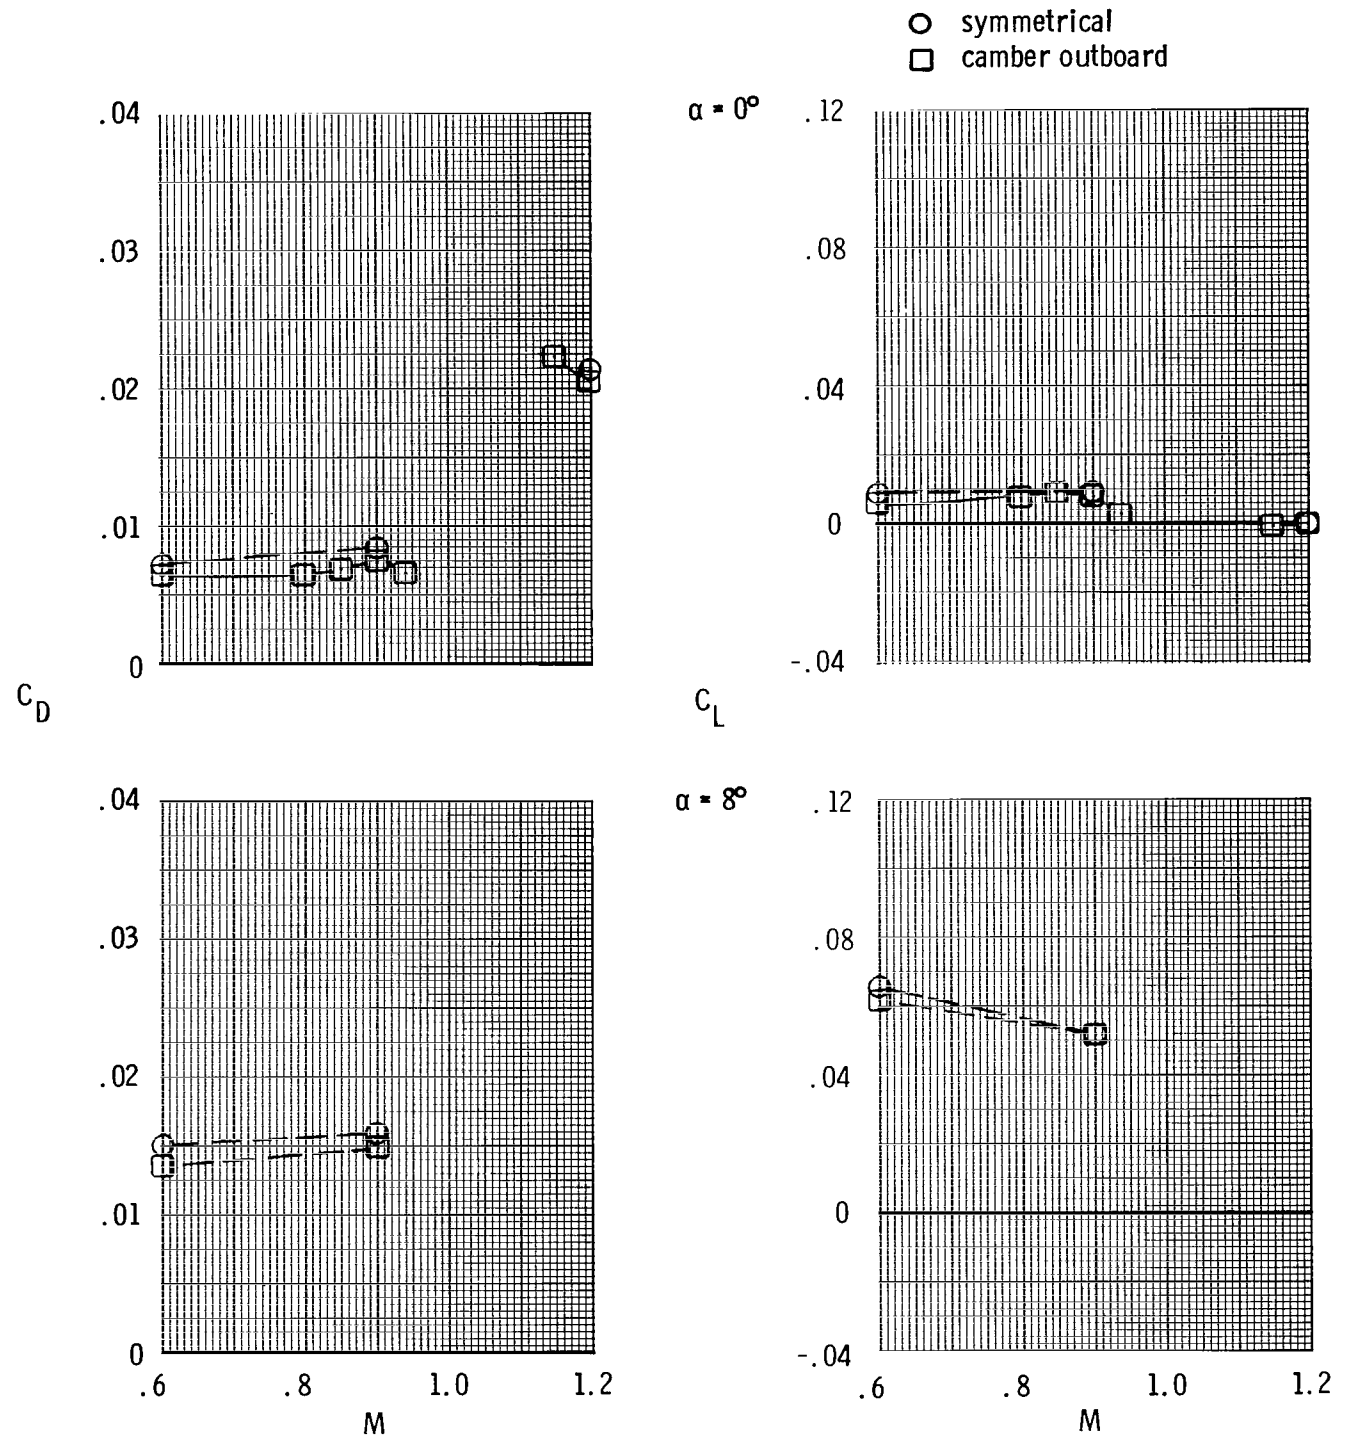 symmetrical
camber outboard
α = 0°
.04
.03
.02
.01
0
C_D
.12
.08
.04
0
-.04
C_L
α = 8°
.04
.03
.02
.01
0
.6 .8 1.0 1.2
M
.12
.08
.04
0
-.04
.6 .8 1.0 1.2
M